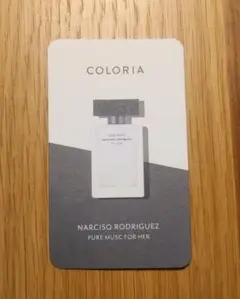 COLORIA
NARCISO RODRIGUEZ
PURE MUSC FOR HER